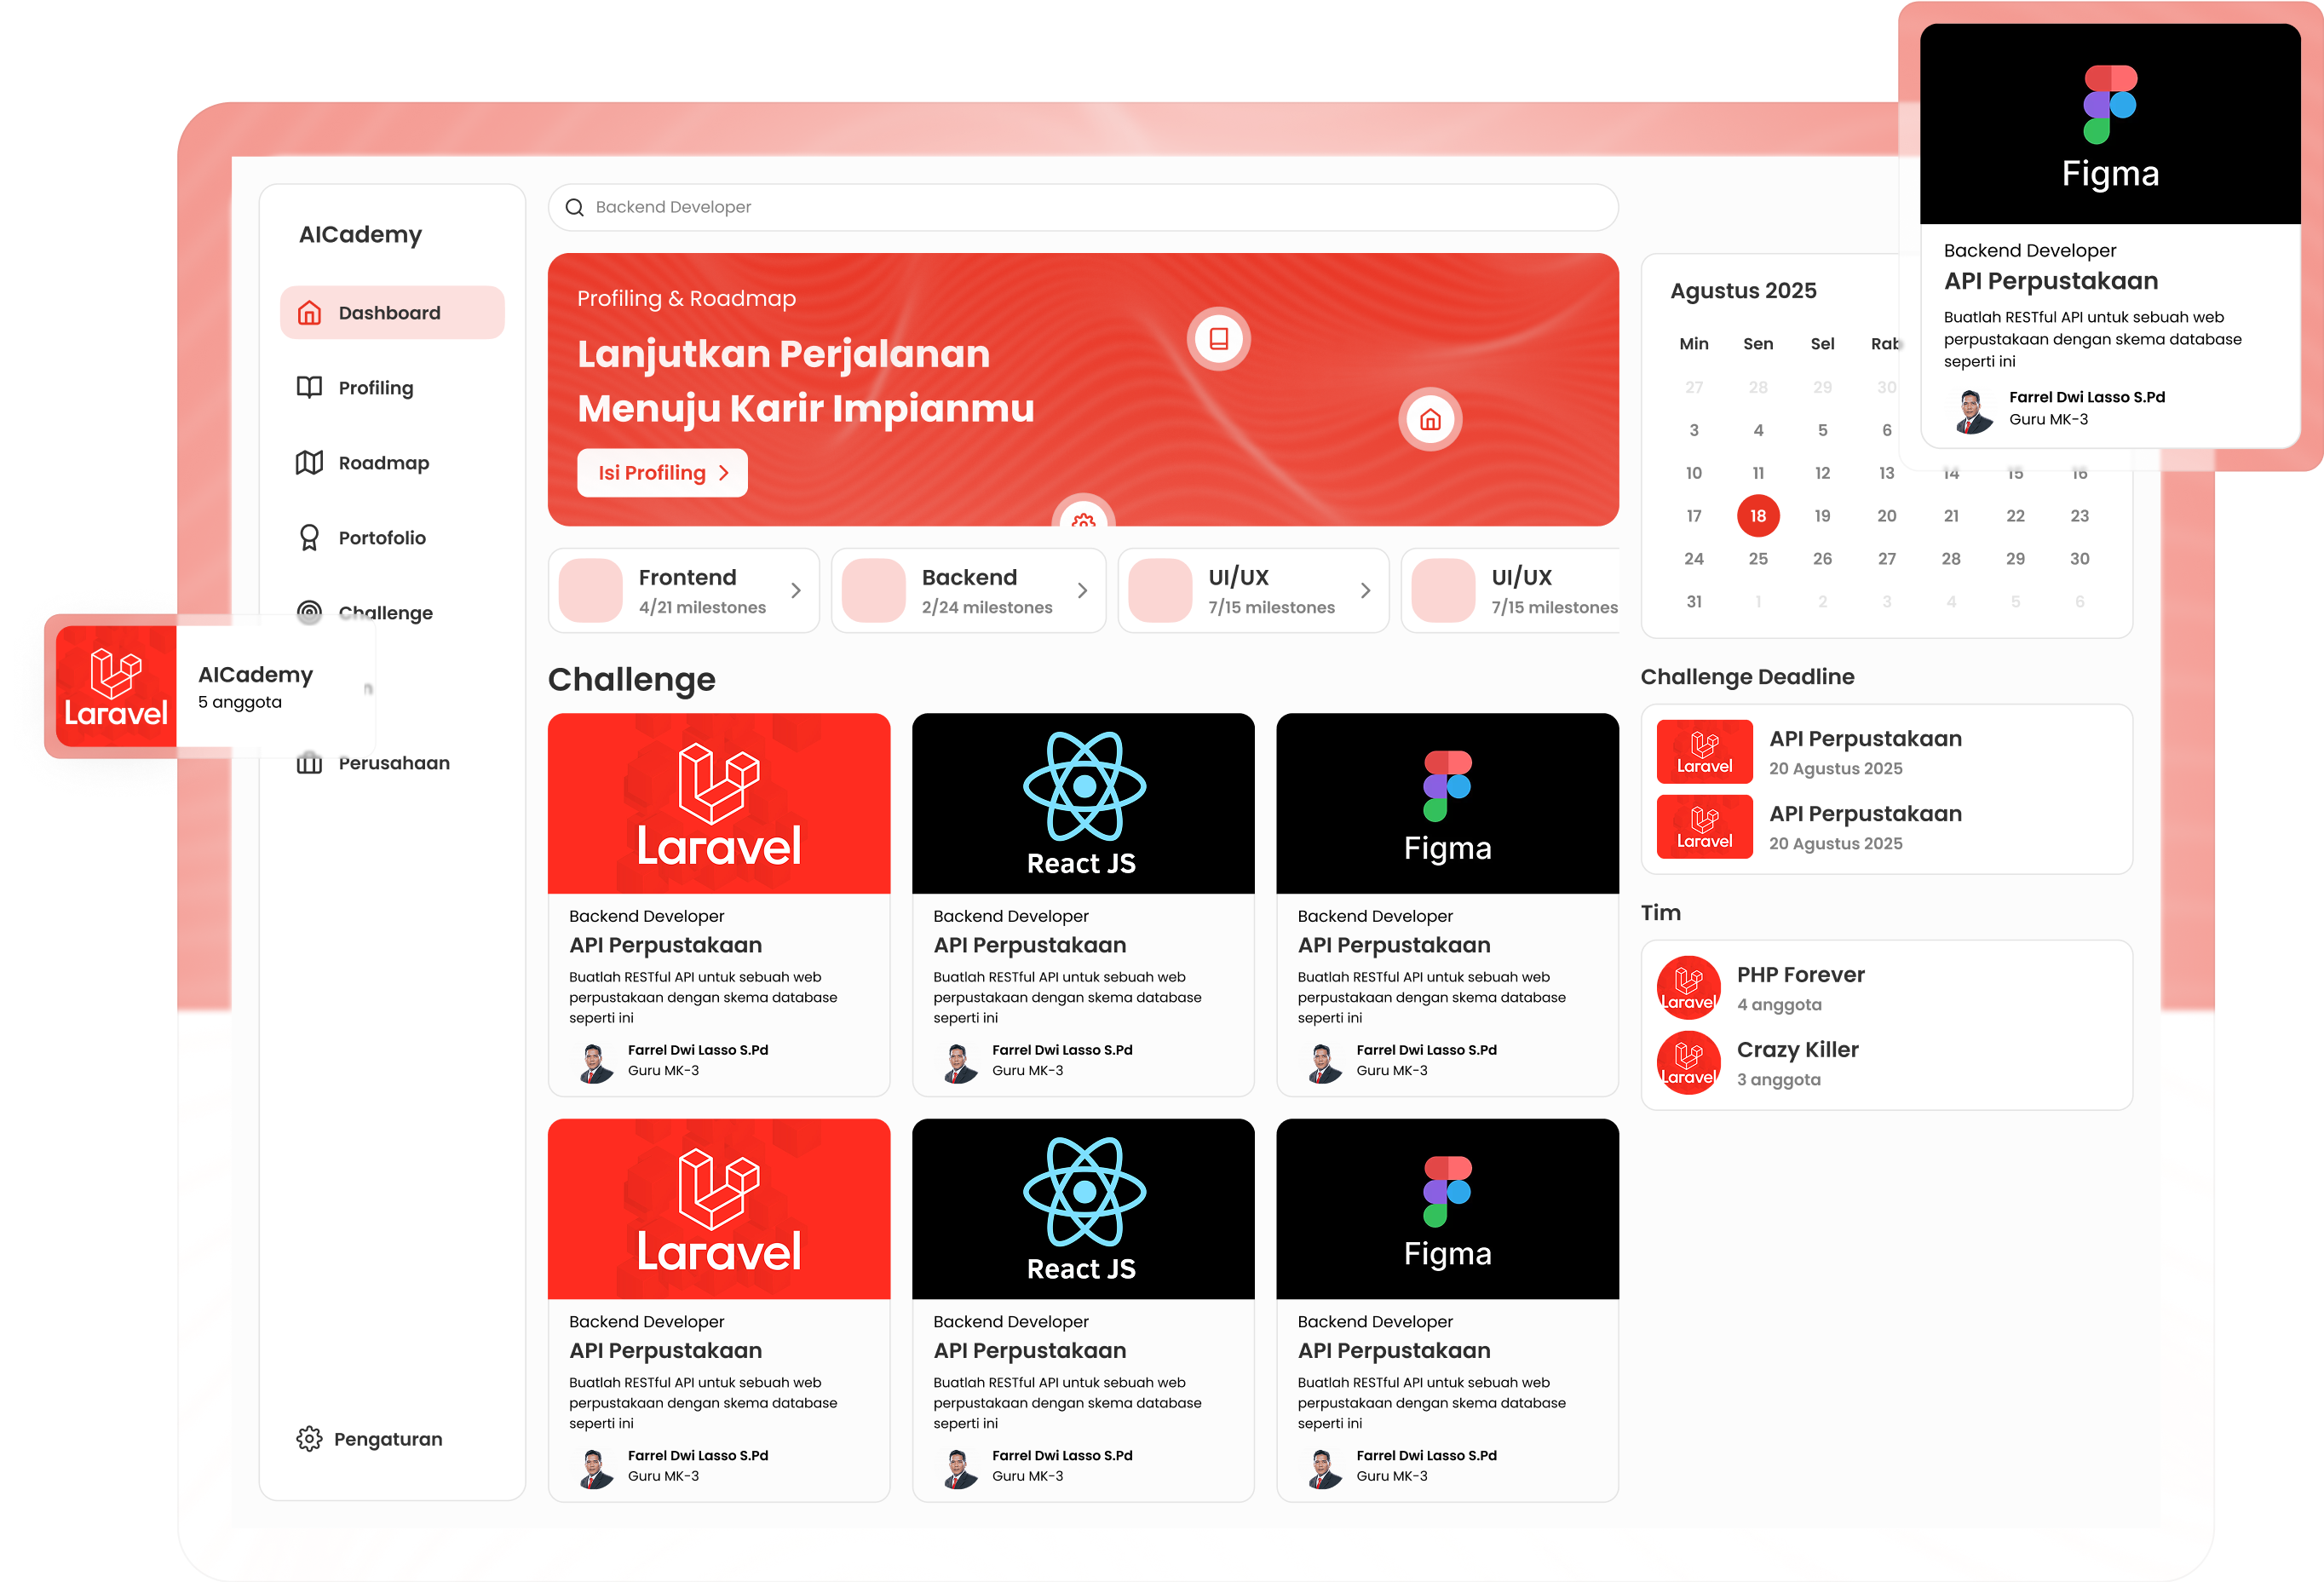 AICademy
Dashboard
Profiling
Roadmap
Portofolio
Challenge
Laravel
AICademy
5 anggota
Perusahaan
Pengaturan
Backend Developer
Profiling & Roadmap
Lanjutkan Perjalanan
Menuju Karir Impianmu
Isi Profiling
Frontend
4/21 milestones
Backend
2/24 milestones
UI/UX
7/15 milestones
UI/UX
7/15 milestones
Challenge
Laravel
Backend Developer
API Perpustakaan
Buatlah RESTful API untuk sebuah web
perpustakaan dengan skema database
seperti ini
Farrel Dwi Lasso S.Pd
Guru MK-3
React JS
Backend Developer
API Perpustakaan
Buatlah RESTful API untuk sebuah web
perpustakaan dengan skema database
seperti ini
Farrel Dwi Lasso S.Pd
Guru MK-3
Figma
Backend Developer
API Perpustakaan
Buatlah RESTful API untuk sebuah web
perpustakaan dengan skema database
seperti ini
Farrel Dwi Lasso S.Pd
Guru MK-3
Laravel
Backend Developer
API Perpustakaan
Buatlah RESTful API untuk sebuah web
perpustakaan dengan skema database
seperti ini
Farrel Dwi Lasso S.Pd
Guru MK-3
React JS
Backend Developer
API Perpustakaan
Buatlah RESTful API untuk sebuah web
perpustakaan dengan skema database
seperti ini
Farrel Dwi Lasso S.Pd
Guru MK-3
Figma
Backend Developer
API Perpustakaan
Buatlah RESTful API untuk sebuah web
perpustakaan dengan skema database
seperti ini
Farrel Dwi Lasso S.Pd
Guru MK-3
Figma
Backend Developer
API Perpustakaan
Buatlah RESTful API untuk sebuah web
perpustakaan dengan skema database
seperti ini
Farrel Dwi Lasso S.Pd
Guru MK-3
Agustus 2025
Min Sen Sel Rab
27 28 29 30
3 4 5 6
10 11 12 13 14 15 16
17 18 19 20 21 22 23
24 25 26 27 28 29 30
31 1 2 3 4 5 6
Challenge Deadline
Laravel
API Perpustakaan
20 Agustus 2025
Laravel
API Perpustakaan
20 Agustus 2025
Tim
Laravel
PHP Forever
4 anggota
Laravel
Crazy Killer
3 anggota